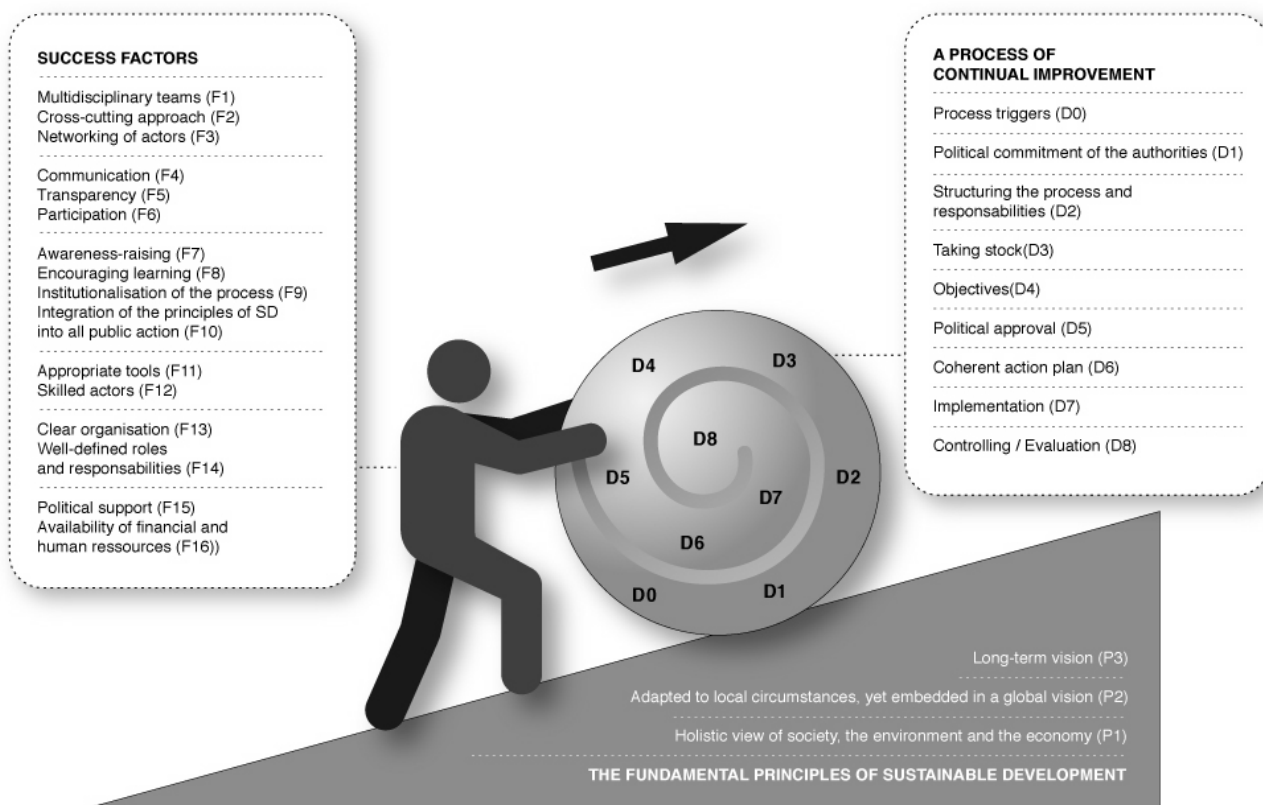 SUCCESS FACTORS
Multidisciplinary teams (F1)
Cross-cutting approach (F2)
Networking of actors (F3)
Communication (F4)
Transparency (F5)
Participation (F6)
Awareness-raising (F7)
Encouraging learning (F8)
Institutionalisation of the process (F9)
Integration of the principles of SD
into all public action (F10)
Appropriate tools (F11)
Skilled actors (F12)
Clear organisation (F13)
Well-defined roles
and responsabilities (F14)
Political support (F15)
Availability of financial and
human ressources (F16))
A PROCESS OF
CONTINUAL IMPROVEMENT
Process triggers (D0)
Political commitment of the authorities (D1)
Structuring the process and
responsabilities (D2)
Taking stock(D3)
Objectives(D4)
Political approval (D5)
Coherent action plan (D6)
Implementation (D7)
Controlling / Evaluation (D8)
D4
D3
D8
D5
D2
D7
D6
D0
D1
Long-term vision (P3)
Adapted to local circumstances, yet embedded in a global vision (P2)
Holistic view of society, the environment and the economy (P1)
THE FUNDAMENTAL PRINCIPLES OF SUSTAINABLE DEVELOPMENT